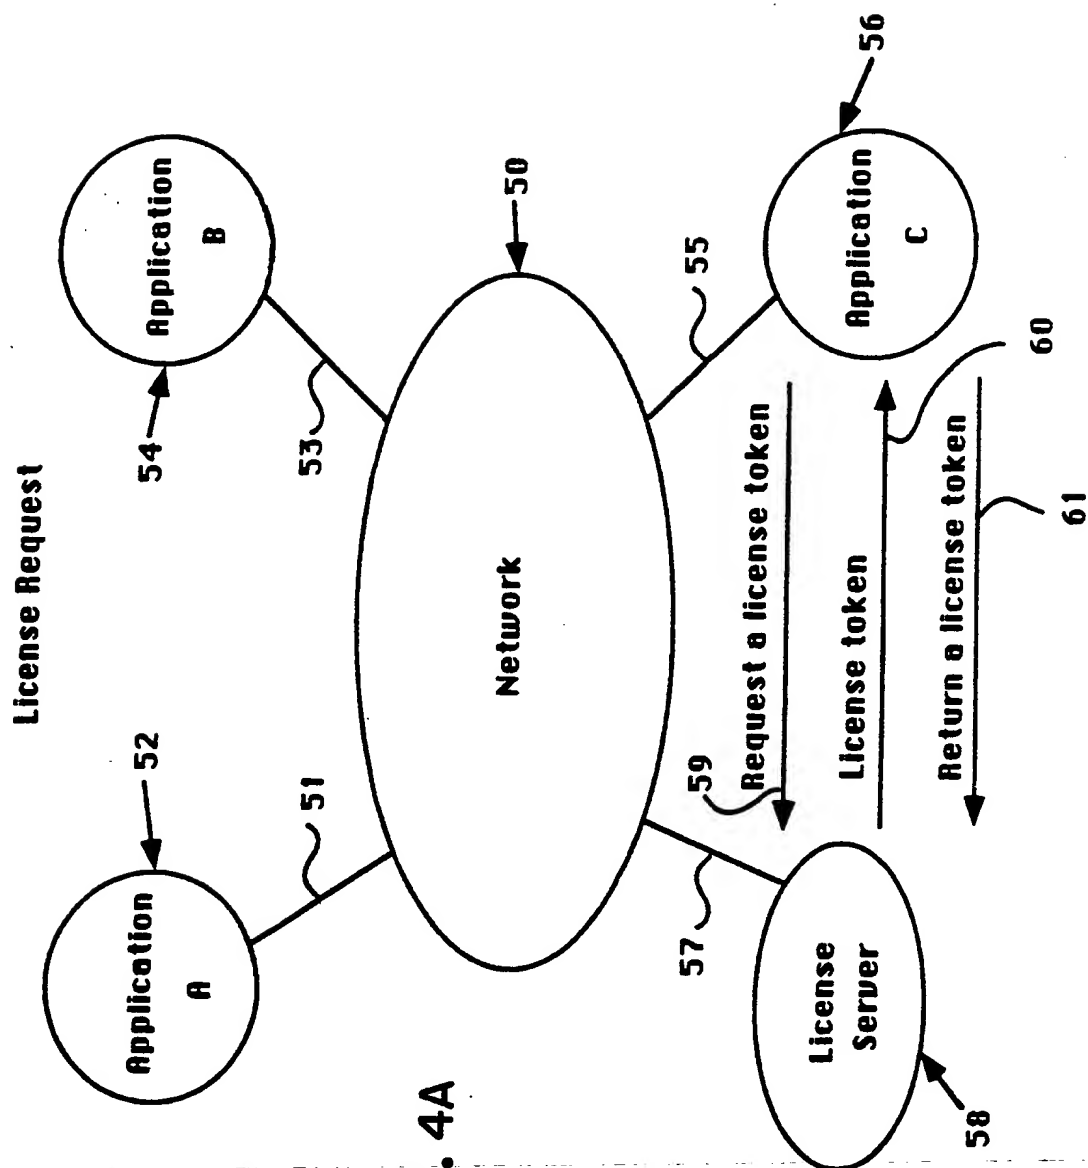 License Request
52
Application
A
51
54
Application
B
53
Network
50
57
License
Server
58
59
Request a license token
License token
Return a license token
55
Application
C
56
60
61
. 4A